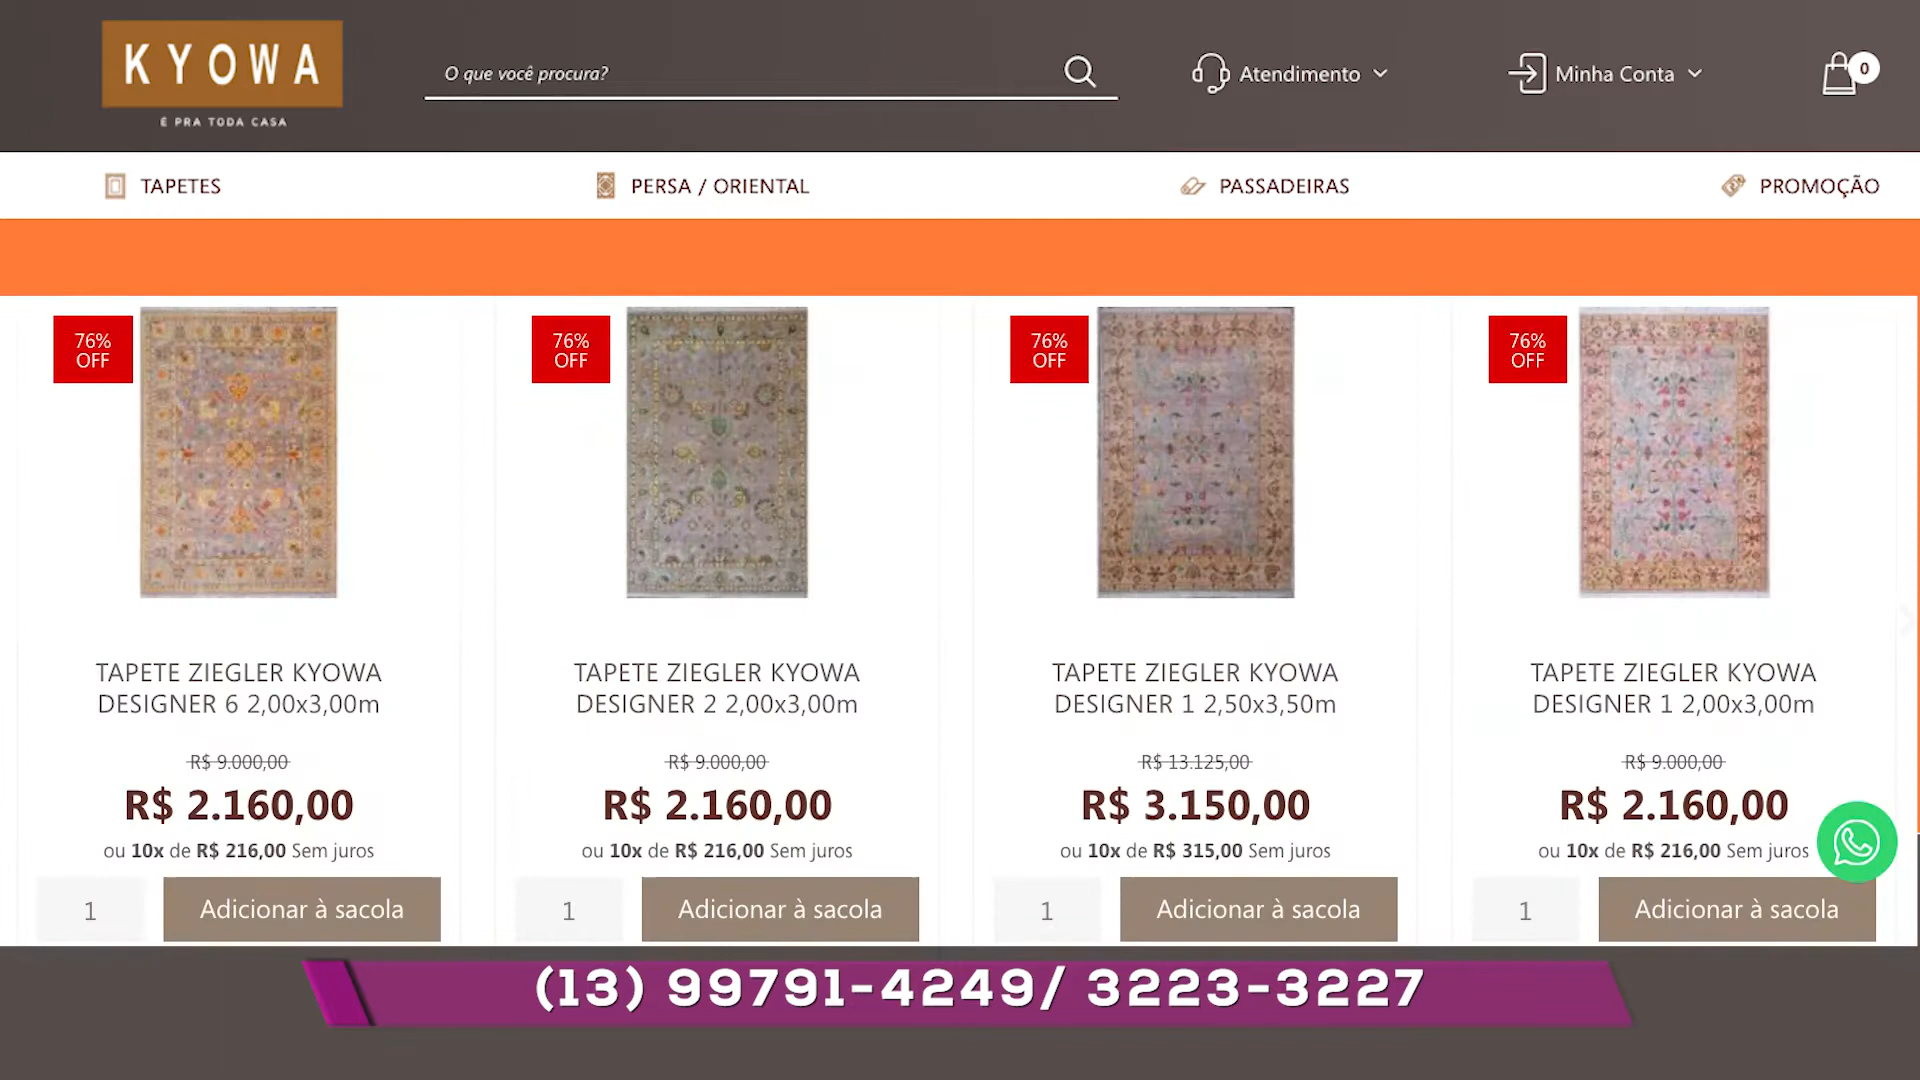 KYOWA
É PRA TODA CASA
O que você procura?
Atendimento
Minha Conta
0
TAPETES
PERSA / ORIENTAL
PASSADEIRAS
PROMOÇÃO
76%
OFF
76%
OFF
76%
OFF
76%
OFF
TAPETE ZIEGLER KYOWA
DESIGNER 6 2,00x3,00m
R$ 9.000,00
R$ 2.160,00
ou 10x de R$ 216,00 Sem juros
1
Adicionar à sacola
TAPETE ZIEGLER KYOWA
DESIGNER 2 2,00x3,00m
R$ 9.000,00
R$ 2.160,00
ou 10x de R$ 216,00 Sem juros
1
Adicionar à sacola
TAPETE ZIEGLER KYOWA
DESIGNER 1 2,50x3,50m
R$ 13.125,00
R$ 3.150,00
ou 10x de R$ 315,00 Sem juros
1
Adicionar à sacola
TAPETE ZIEGLER KYOWA
DESIGNER 1 2,00x3,00m
R$ 9.000,00
R$ 2.160,00
ou 10x de R$ 216,00 Sem juros
1
Adicionar à sacola
(13) 99791-4249/ 3223-3227